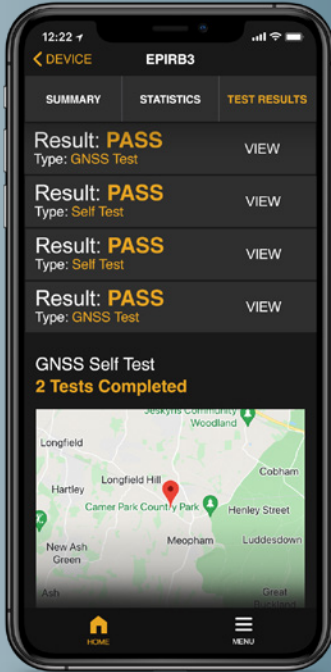 12:22
DEVICE
EPIRB3
SUMMARY
STATISTICS
TEST RESULTS
Result: PASS
Type: GNSS Test
VIEW
Result: PASS
Type: Self Test
VIEW
Result: PASS
Type: Self Test
VIEW
Result: PASS
Type: GNSS Test
VIEW
GNSS Self Test
2 Tests Completed
Jeskyns Community
Woodland
Longfield
Cobham
Longfield Hill
Hartley
Camer Park Country Park
Henley Street
New Ash
Green
Meopham
Luddesdown
Ash
Great
Buckland
HOME
MENU